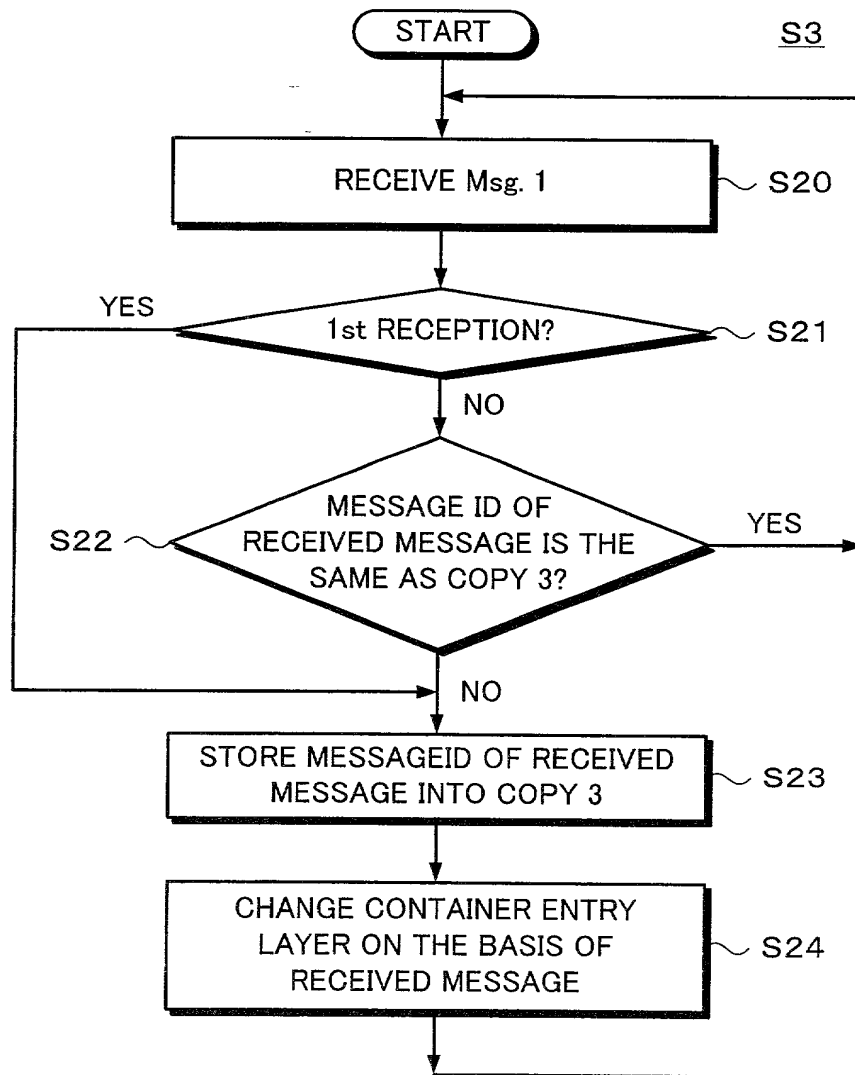 START
S3
RECEIVE Msg. 1
S20
YES
1st RECEPTION?
S21
NO
MESSAGE ID OF
RECEIVED MESSAGE IS THE
SAME AS COPY 3?
S22
YES
NO
STORE MESSAGEID OF RECEIVED
MESSAGE INTO COPY 3
S23
CHANGE CONTAINER ENTRY
LAYER ON THE BASIS OF
RECEIVED MESSAGE
S24